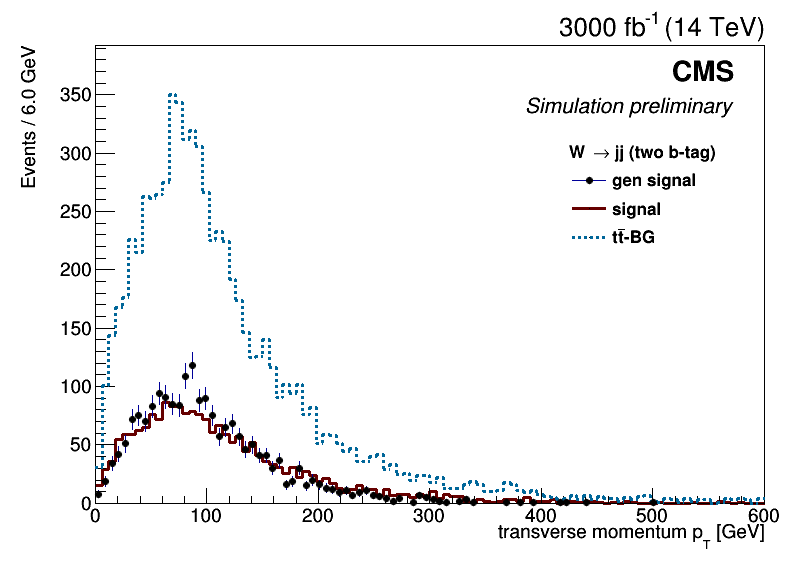 3000 fb⁻¹ (14 TeV)
CMS
Simulation preliminary
W → jj (two b-tag)
gen signal
signal
tt̄-BG
Events / 6.0 GeV
350
300
250
200
150
100
50
0
0 100 200 300 400 500 600
transverse momentum p_T [GeV]